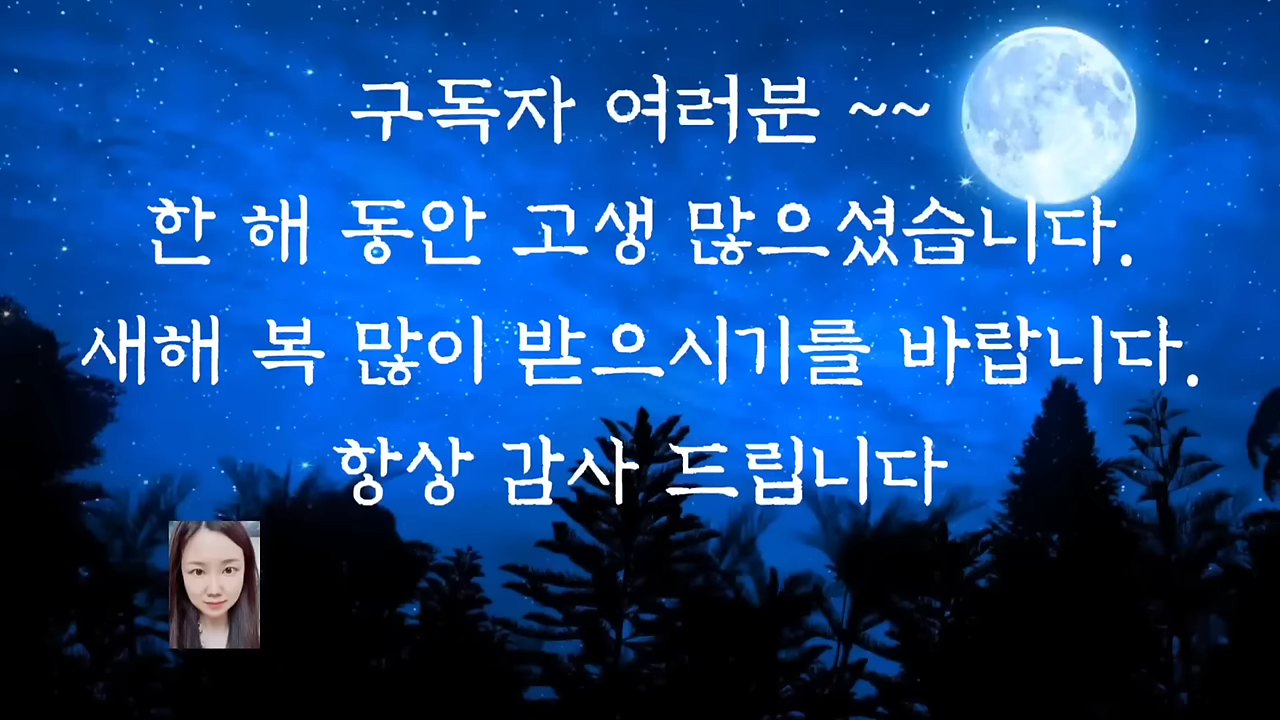 구독자 여러분 ~~
한 해 동안 고생 많으셨습니다.
새해 복 많이 받으시기를 바랍니다.
항상 감사 드립니다